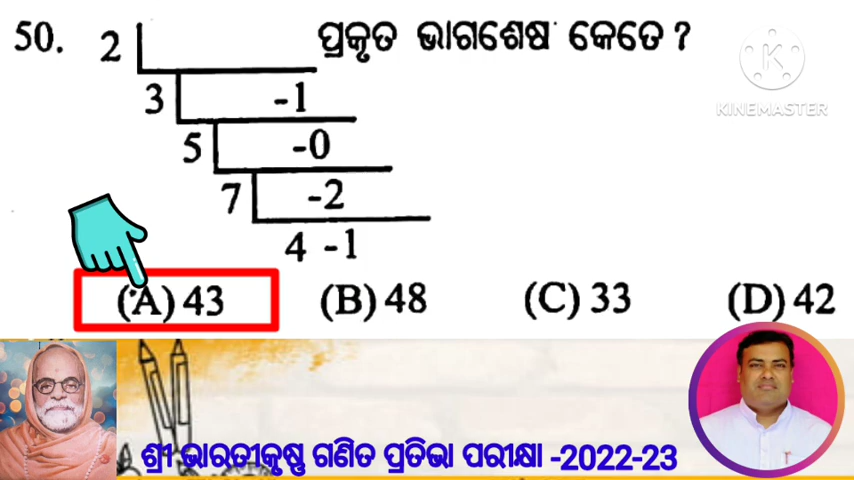 50. 2 ପ୍ରକୃତ ଭାଗଶେଷ କେତେ ?
3 -1
5 -0
7 -2
4 -1
(A) 43 (B) 48 (C) 33 (D) 42
KINEMASTER
ଶ୍ରୀ ଭାରତୀକୃଷ୍ଣ ଗଣିତ ପ୍ରତିଭା ପରୀକ୍ଷା -2022-23